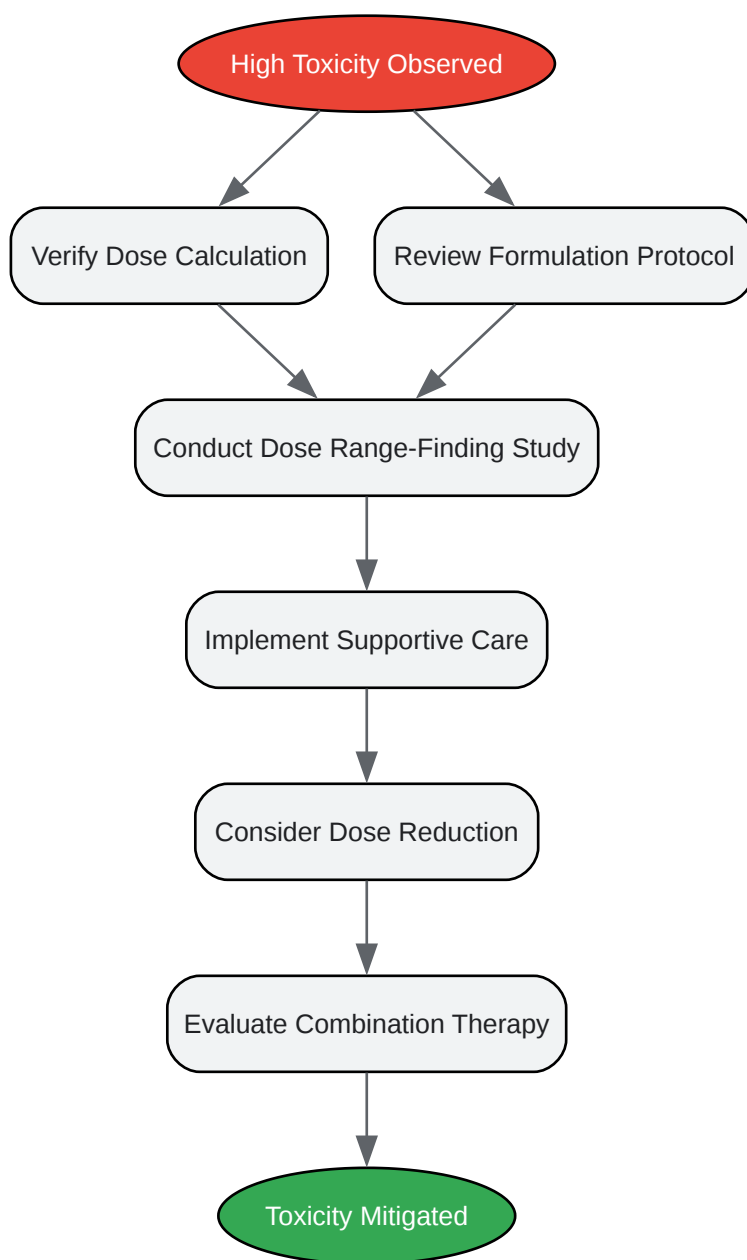 High Toxicity Observed
Verify Dose Calculation
Review Formulation Protocol
Conduct Dose Range-Finding Study
Implement Supportive Care
Consider Dose Reduction
Evaluate Combination Therapy
Toxicity Mitigated